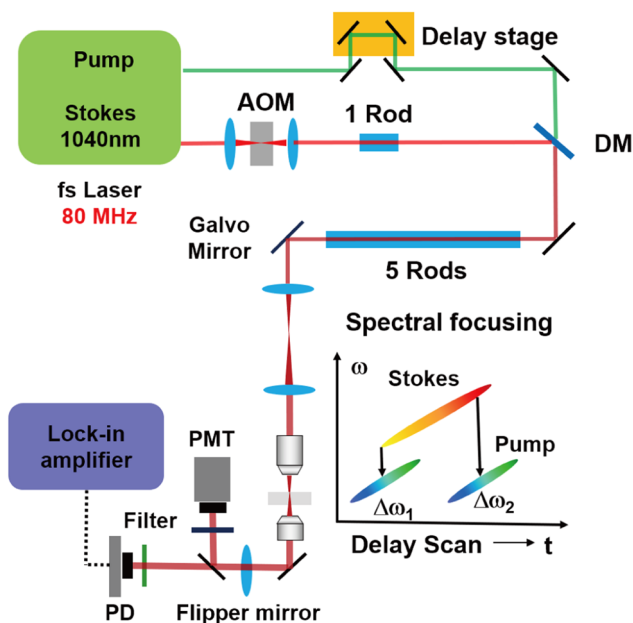 Pump
Stokes
1040nm
fs Laser
80 MHz
Delay stage
AOM
1 Rod
DM
Galvo
Mirror
5 Rods
Spectral focusing
ω
Stokes
Pump
Δω₁
Δω₂
Delay Scan → t
Lock-in
amplifier
PMT
Filter
PD
Flipper mirror